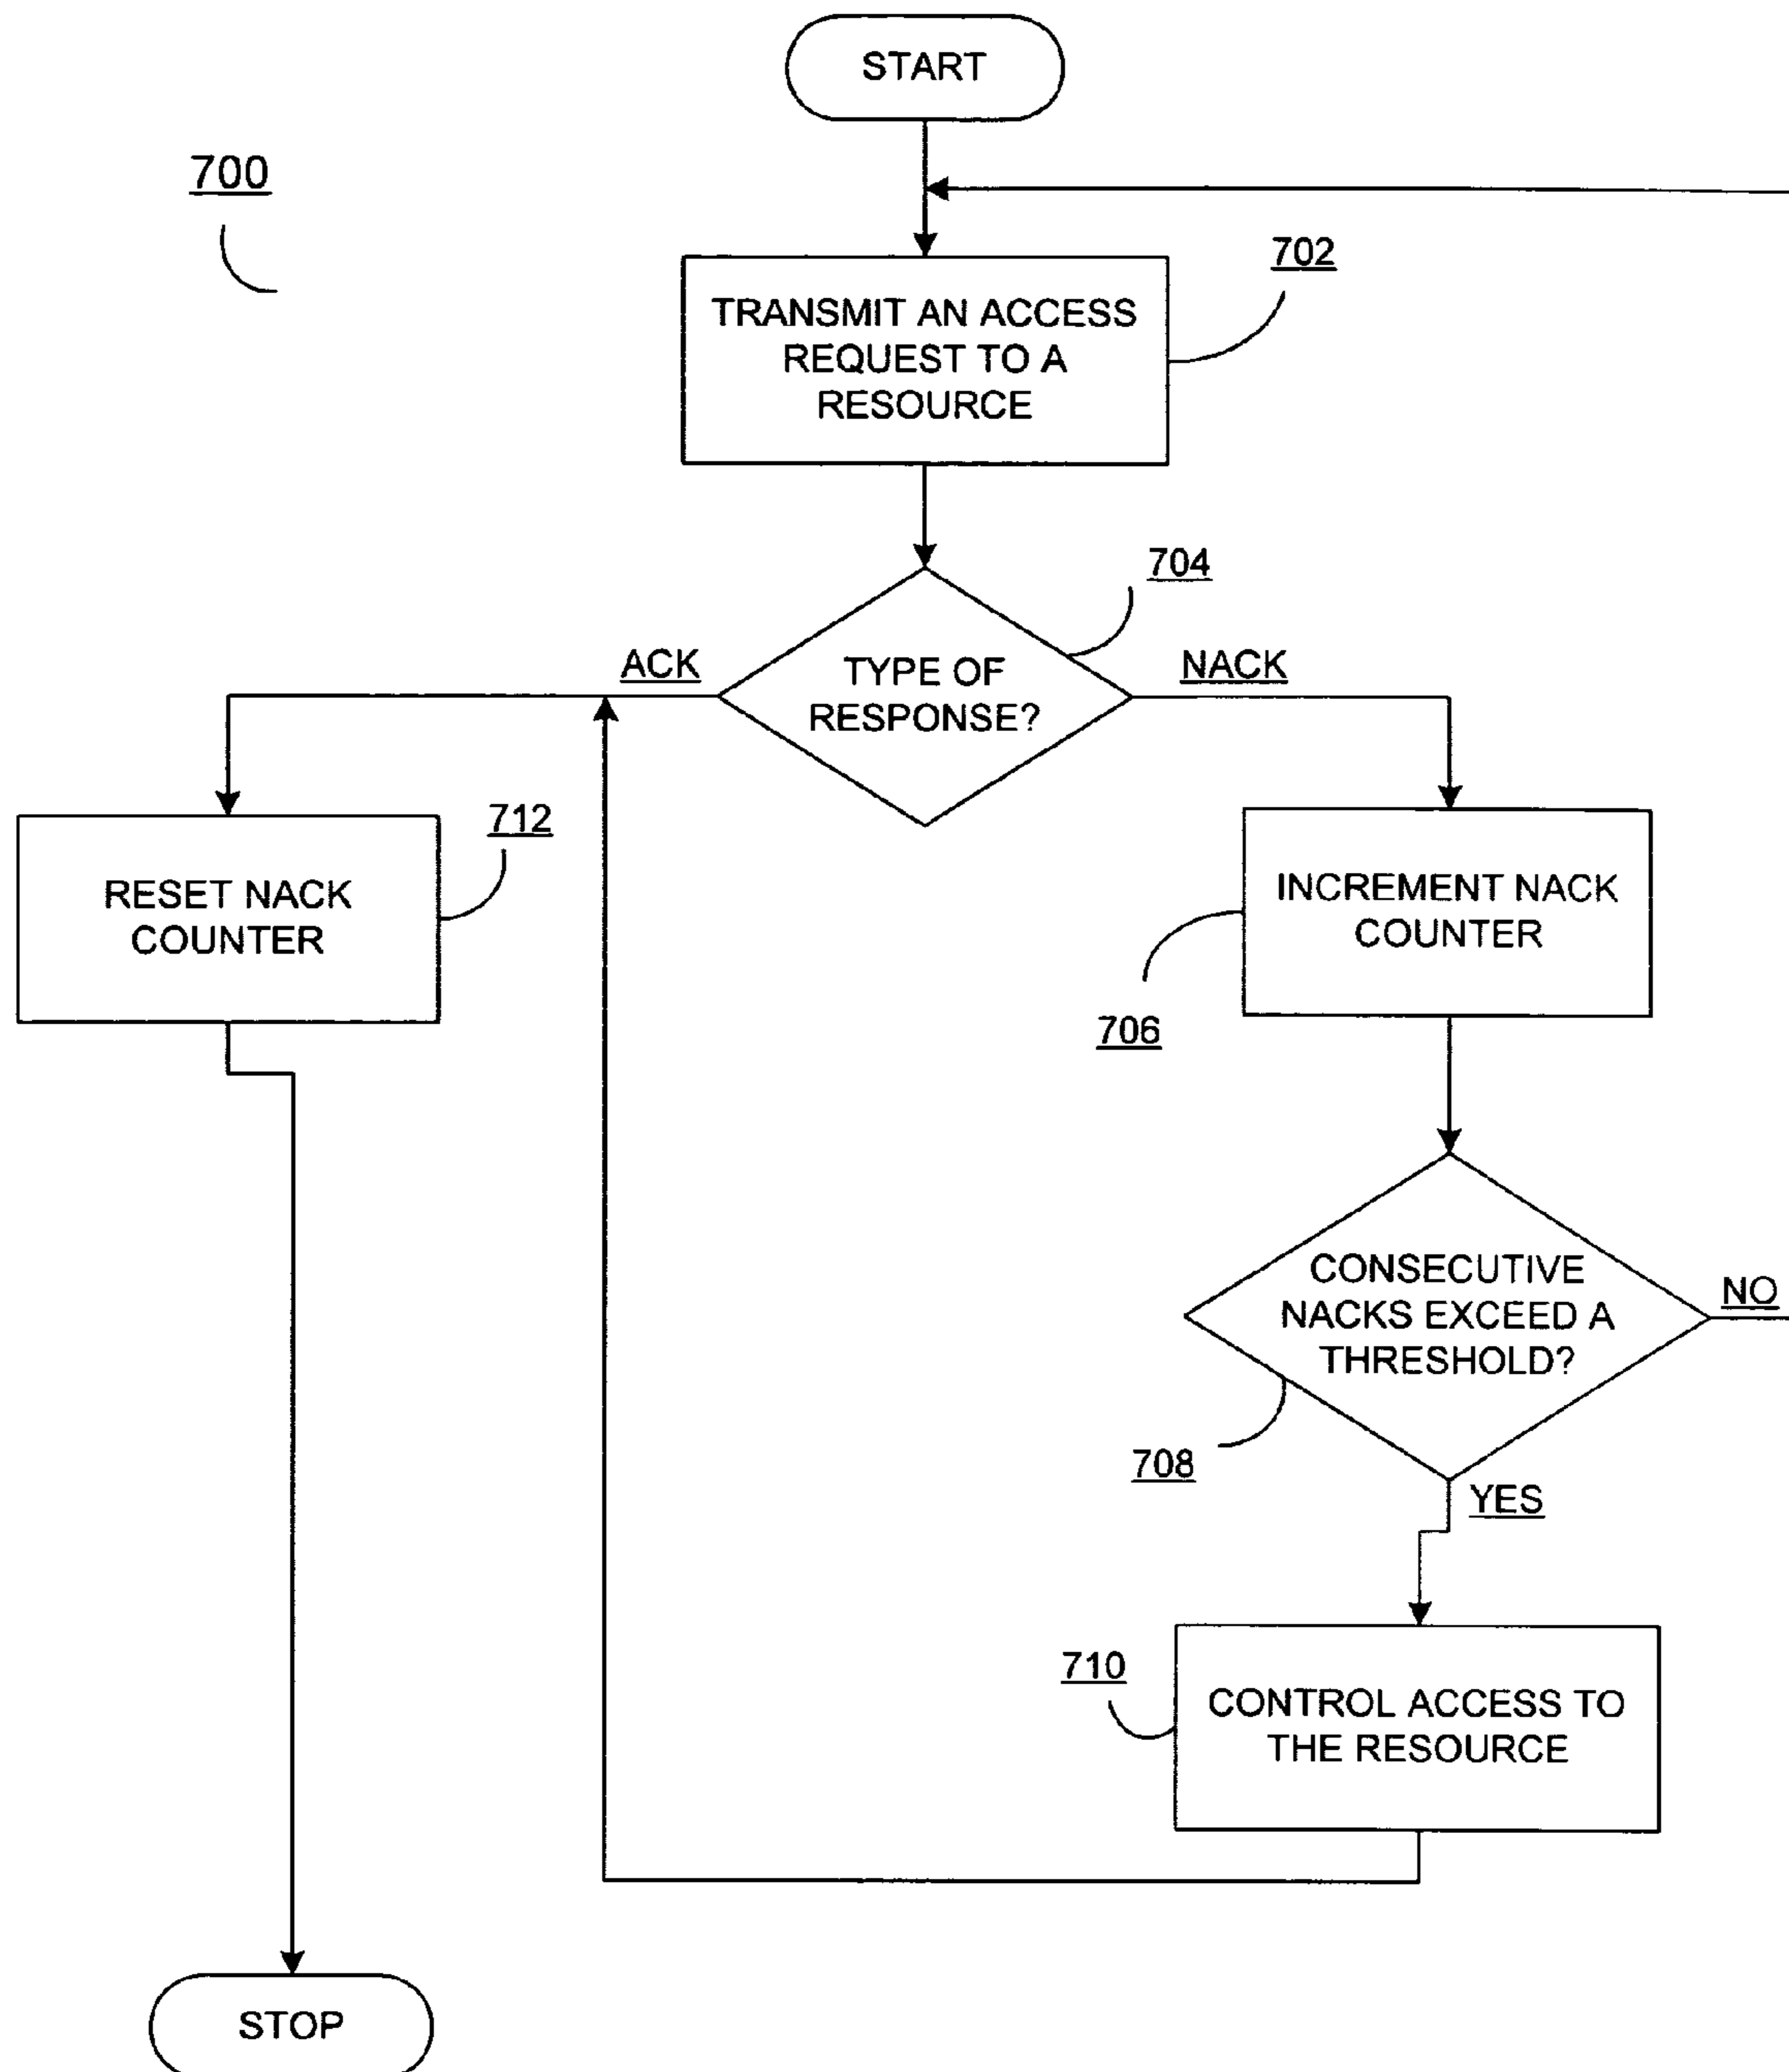 START
700
702
TRANSMIT AN ACCESS
REQUEST TO A
RESOURCE
704
ACK
TYPE OF
RESPONSE?
NACK
712
RESET NACK
COUNTER
INCREMENT NACK
COUNTER
706
CONSECUTIVE
NACKS EXCEED A
THRESHOLD?
NO
708
YES
710
CONTROL ACCESS TO
THE RESOURCE
STOP